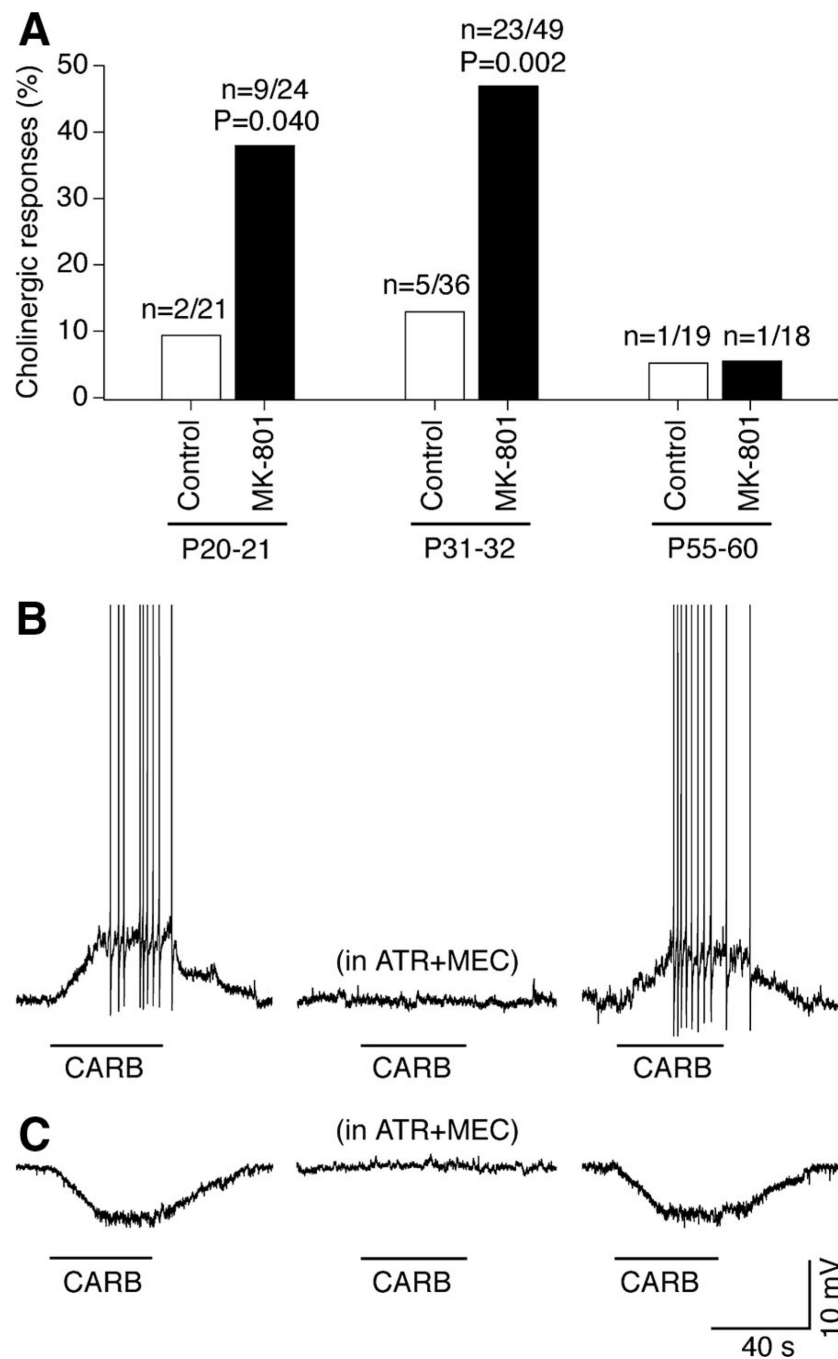 A
Cholinergic responses (%)
50
40
30
20
10
0
n=2/21
n=9/24
P=0.040
n=5/36
n=23/49
P=0.002
n=1/19
n=1/18
Control
MK-801
Control
MK-801
Control
MK-801
P20-21
P31-32
P55-60
B
(in ATR+MEC)
CARB
CARB
CARB
C
(in ATR+MEC)
CARB
CARB
CARB
10 mV
40 s